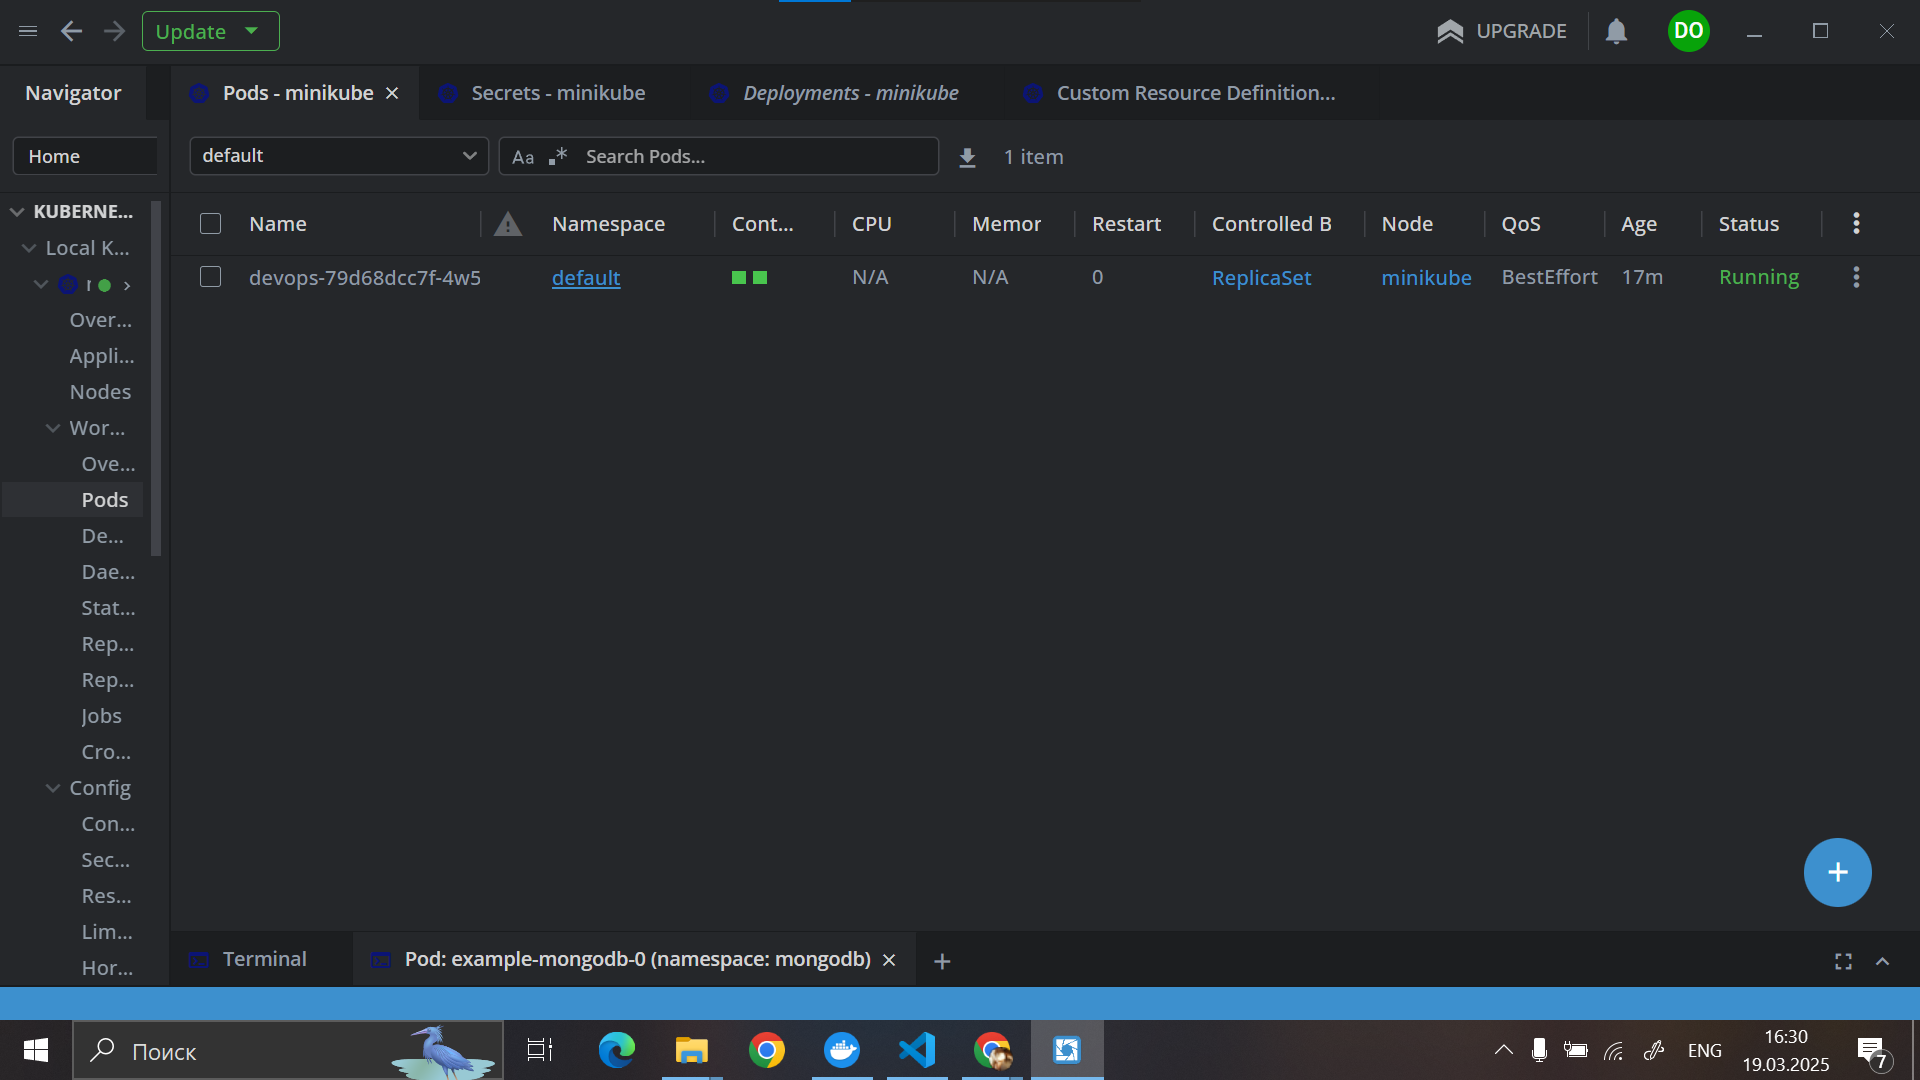 Update
UPGRADE
DO
Navigator
Pods - minikube
Secrets - minikube
Deployments - minikube
Custom Resource Definition...
Home
default
Aa
.*
Search Pods...
1 item
KUBERNE...
Local K...
Over...
Appli...
Nodes
Wor...
Ove...
Pods
De...
Dae...
Stat...
Rep...
Rep...
Jobs
Cro...
Config
Con...
Sec...
Res...
Lim...
Hor...
Name
Namespace
Cont...
CPU
Memor
Restart
Controlled B
Node
QoS
Age
Status
devops-79d68dcc7f-4w5
default
N/A
N/A
0
ReplicaSet
minikube
BestEffort
17m
Running
Terminal
Pod: example-mongodb-0 (namespace: mongodb)
Поиск
ENG
16:30
19.03.2025
7